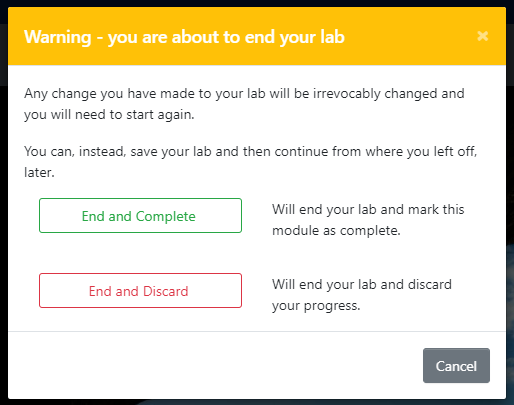 Warning - you are about to end your lab ×
Any change you have made to your lab will be irrevocably changed and
you will need to start again.
You can, instead, save your lab and then continue from where you left off,
later.
End and Complete
Will end your lab and mark this
module as complete.
End and Discard
Will end your lab and discard
your progress.
Cancel